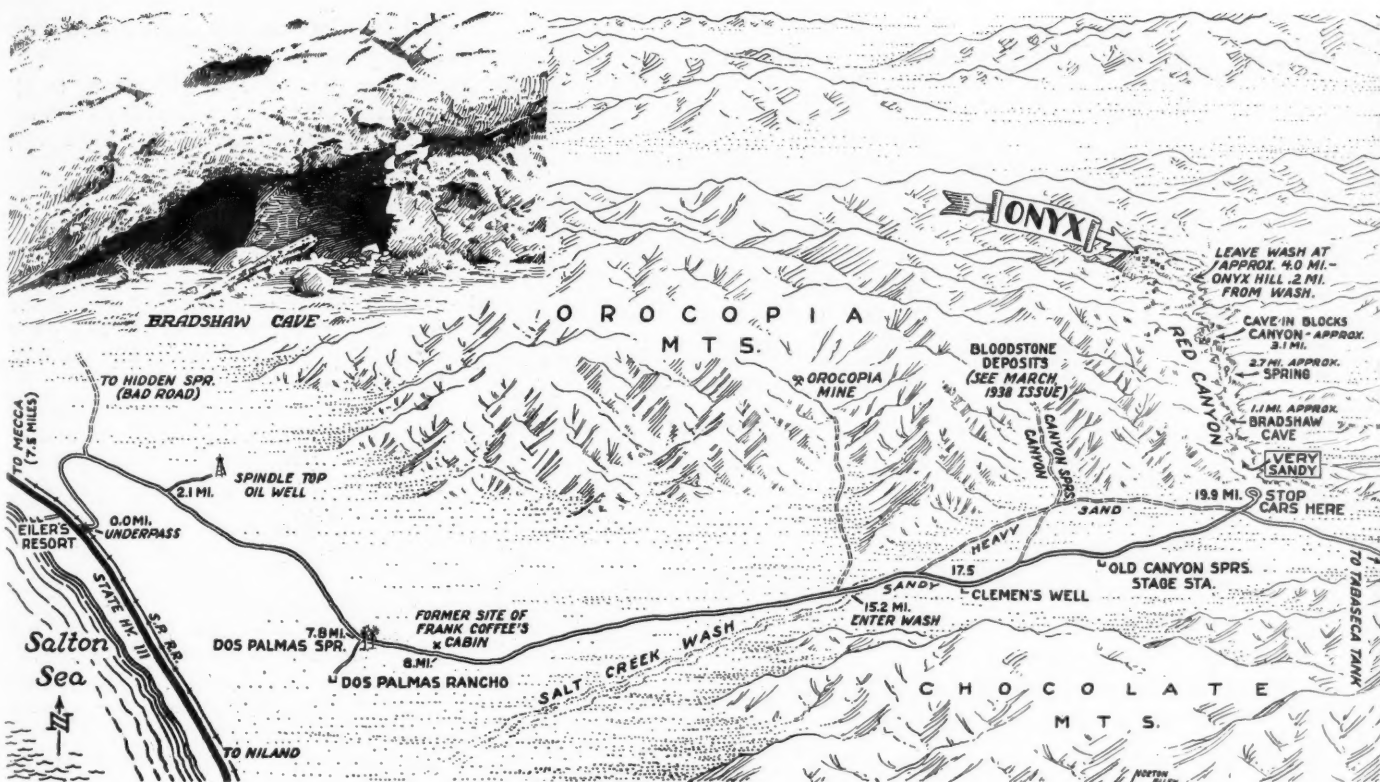 BRADSHAW CAVE
ONYX
LEAVE WASH AT
APPROX. 4.0 MI.-
ONYX HILL .2 MI.
FROM WASH.
OROCOPIA
MTS.
CAVE-IN BLOCKS
CANYON - APPROX.
3.1 MI.
2.7 MI. APPROX.
SPRING
RED CANYON
1.1 MI. APPROX.
BRADSHAW
CAVE
VERY
SANDY
BLOODSTONE
DEPOSITS
(SEE MARCH
1938 ISSUE)
OROCOPIA
MINE
CANYON SPRS.
CANYON
TO HIDDEN SPR.
(BAD ROAD)
TO MECCA
(7.5 MILES)
SPINDLE TOP
OIL WELL
2.1 MI.
0.0 MI.
UNDERPASS
EILER'S
RESORT
STATE HY. 111
S.P. R.R.
19.9 MI.
STOP
CARS HERE
HEAVY
SAND
SANDY
17.5
OLD CANYON SPRS.
STAGE STA.
CLEMEN'S WELL
15.2 MI.
ENTER WASH
TO TABASECA TANK
FORMER SITE OF
FRANK COFFEE'S
CABIN
7.8 MI.
DOS PALMAS SPR.
8 MI.
DOS PALMAS RANCHO
SALT CREEK WASH
CHOCOLATE
MTS.
Salton
Sea
N
TO NILAND
NORTON